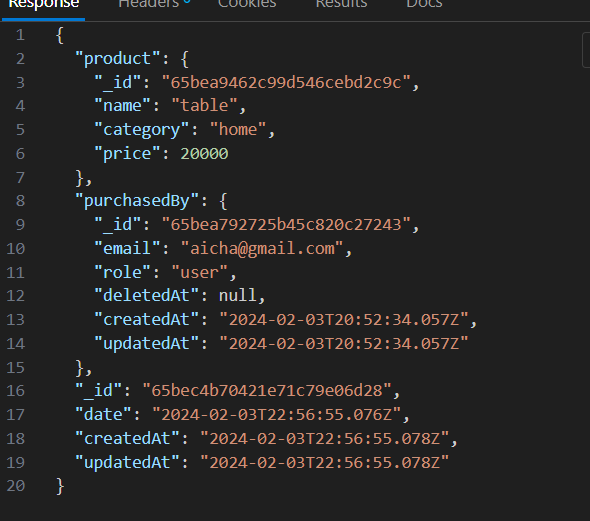 Response Headers 6 Cookies Results Docs
1 {
2 "product": {
3 "_id": "65bea9462c99d546cebd2c9c",
4 "name": "table",
5 "category": "home",
6 "price": 20000
7 },
8 "purchasedBy": {
9 "_id": "65bea792725b45c820c27243",
10 "email": "aicha@gmail.com",
11 "role": "user",
12 "deletedAt": null,
13 "createdAt": "2024-02-03T20:52:34.057Z",
14 "updatedAt": "2024-02-03T20:52:34.057Z"
15 },
16 "_id": "65bec4b70421e71c79e06d28",
17 "date": "2024-02-03T22:56:55.076Z",
18 "createdAt": "2024-02-03T22:56:55.078Z",
19 "updatedAt": "2024-02-03T22:56:55.078Z"
20 }